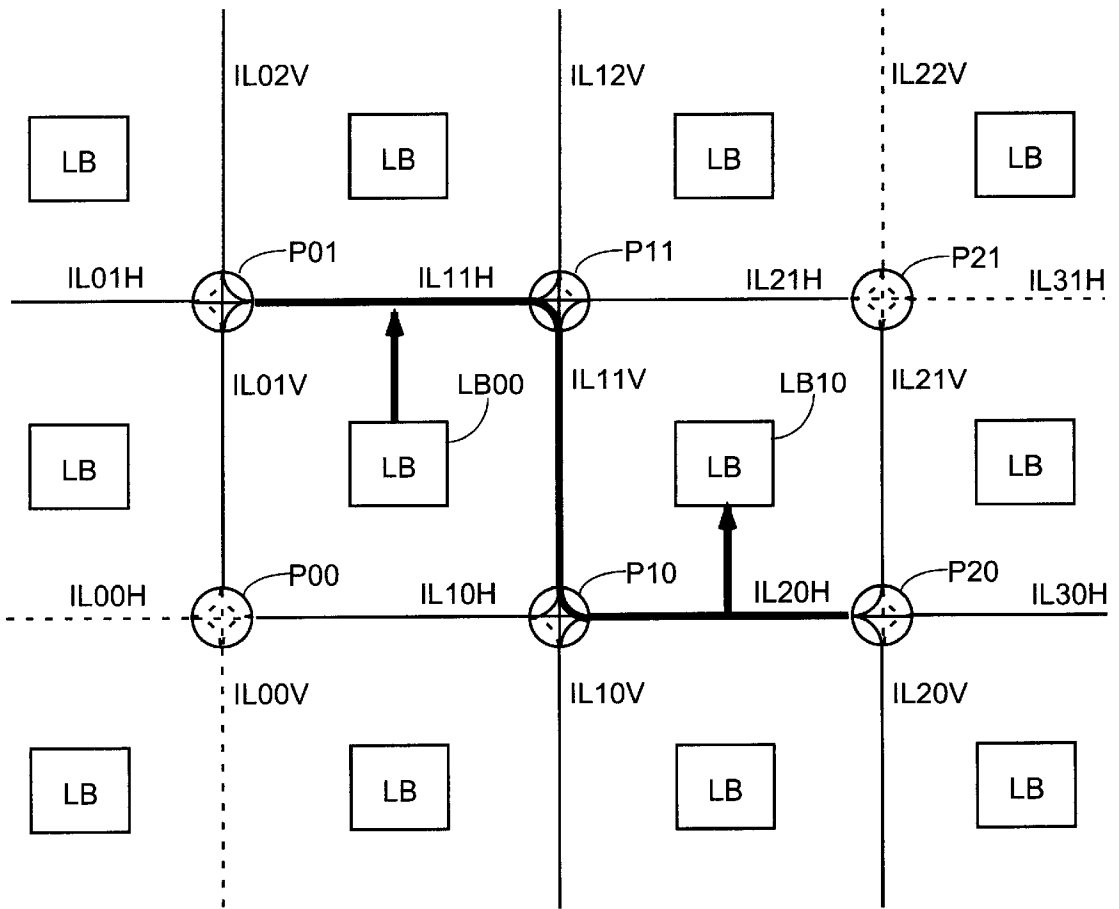 IL02V IL12V IL22V
LB LB LB LB
P01 P11 P21
IL01H IL11H IL21H IL31H
IL01V LB00 IL11V LB10 IL21V
LB LB LB LB
P00 P10 P20
IL00H IL10H IL20H IL30H
IL00V IL10V IL20V
LB LB LB LB